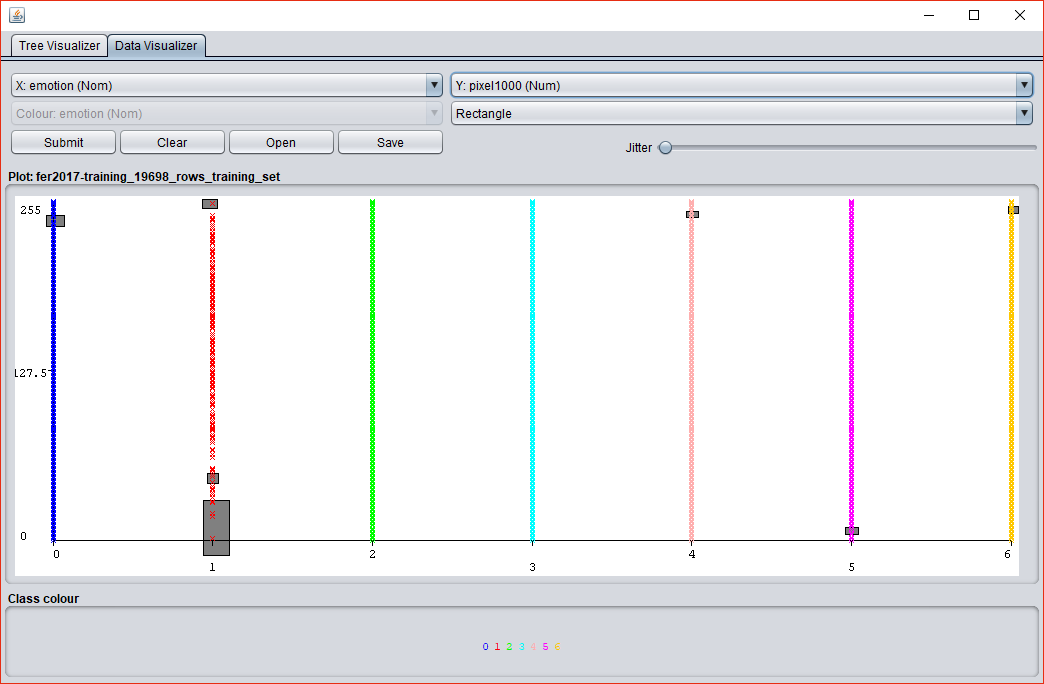 Tree Visualizer Data Visualizer
X: emotion (Nom) Y: pixel1000 (Num)
Colour: emotion (Nom) Rectangle
Submit Clear Open Save Jitter
Plot: fer2017-training_19698_rows_training_set
255
127.5
0
0 1 2 3 4 5 6
Class colour
0 1 2 3 4 5 6